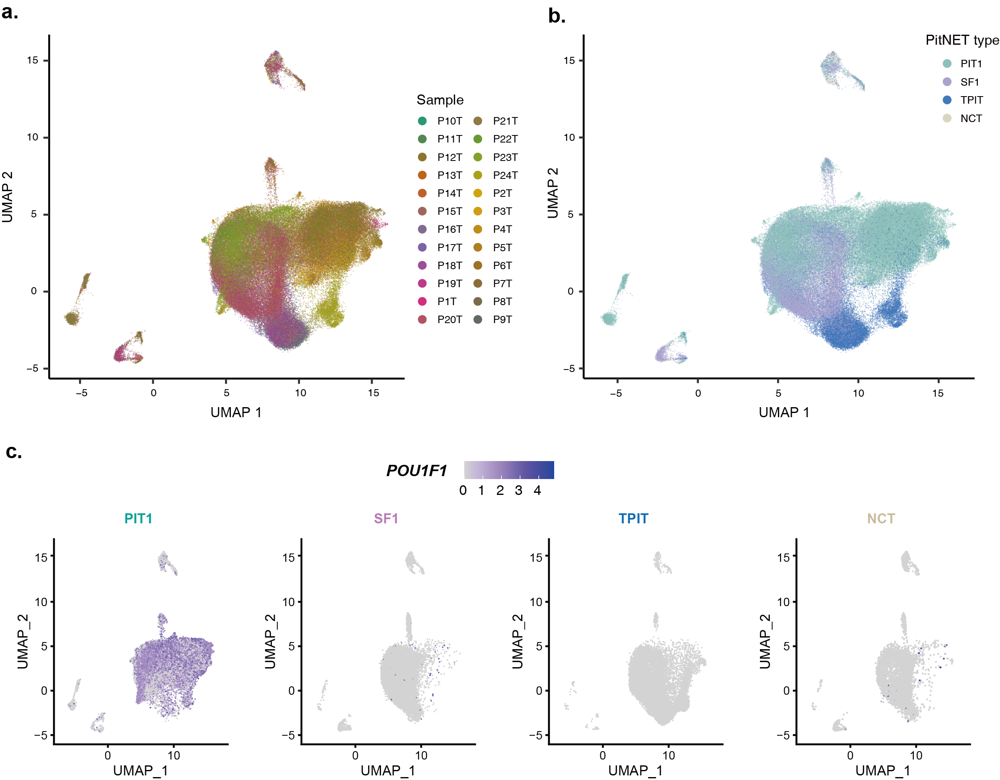 a.
15
10
5
0
−5
UMAP 2
−5 0 5 10 15
UMAP 1
Sample
P10T P21T
P11T P22T
P12T P23T
P13T P24T
P14T P2T
P15T P3T
P16T P4T
P17T P5T
P18T P6T
P19T P7T
P1T P8T
P20T P9T
b.
15
10
5
0
−5
UMAP 2
−5 0 5 10 15
UMAP 1
PitNET type
PIT1
SF1
TPIT
NCT
c.
POU1F1
0 1 2 3 4
PIT1
15
10
5
0
−5
UMAP_2
0 10
UMAP_1
SF1
15
10
5
0
−5
UMAP_2
0 10
UMAP_1
TPIT
15
10
5
0
−5
UMAP_2
0 10
UMAP_1
NCT
15
10
5
0
−5
UMAP_2
0 10
UMAP_1